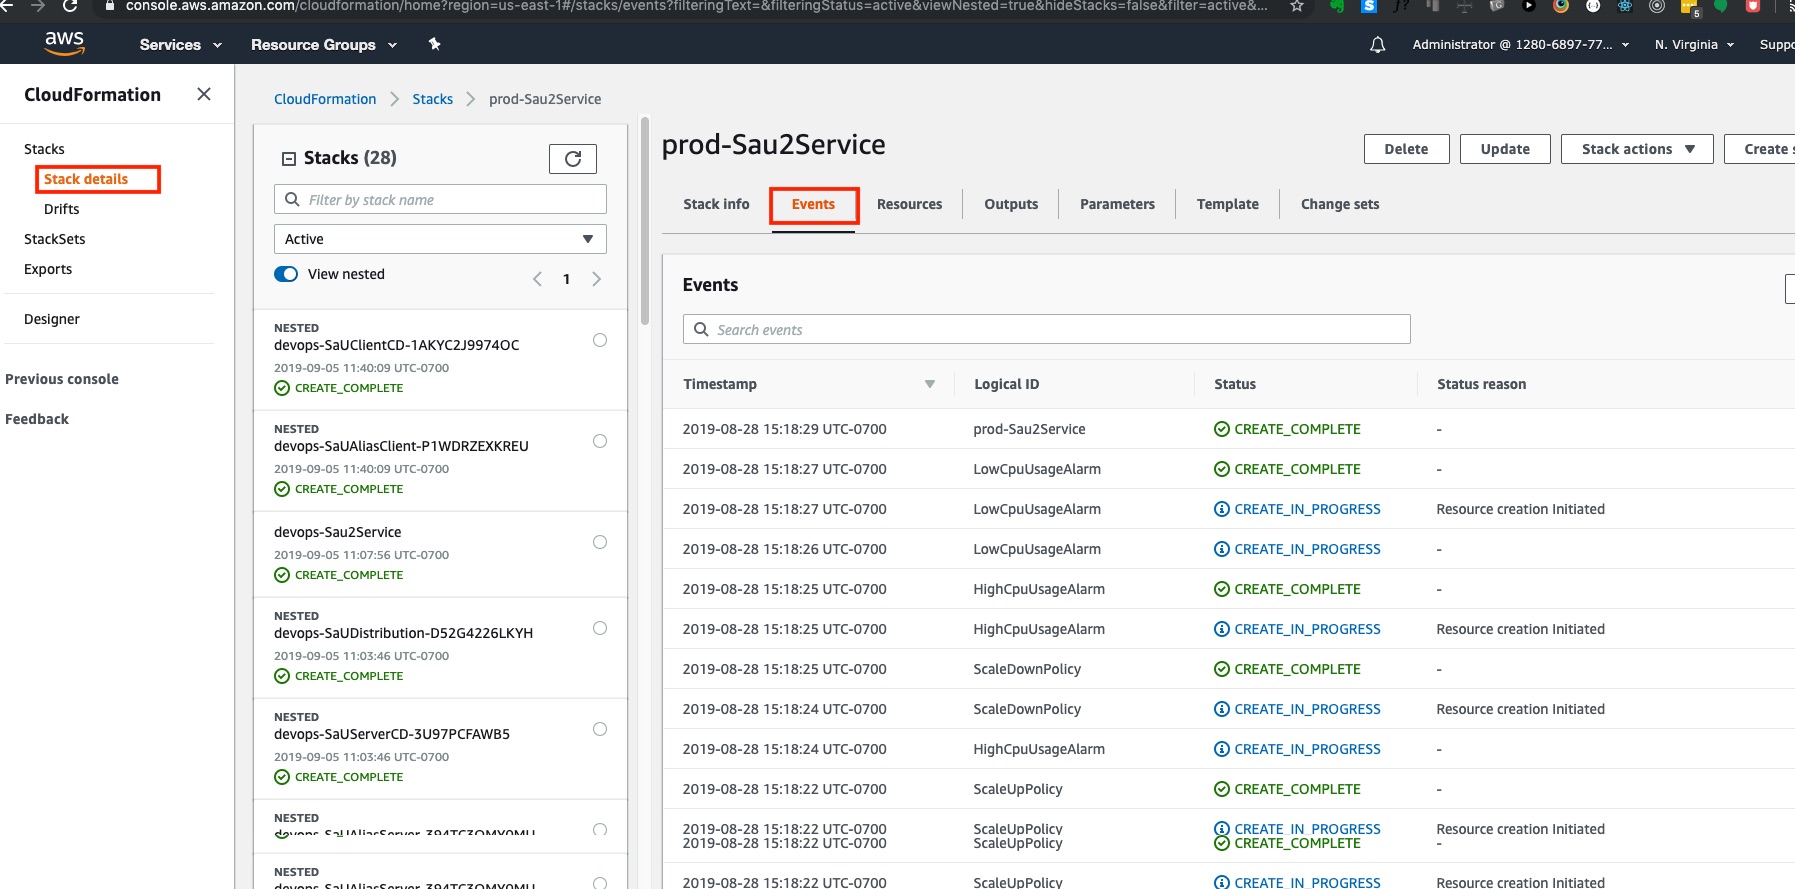 console.aws.amazon.com/cloudformation/home?region=us-east-1#/stacks/events?filteringText=&filteringStatus=active&viewNested=true&hideStacks=false&filter=active&...
5
aws
Services
Resource Groups
Administrator @ 1280-6897-77...
N. Virginia
Suppo
CloudFormation
Stacks
Stack details
Drifts
StackSets
Exports
Designer
Previous console
Feedback
CloudFormation > Stacks > prod-Sau2Service
Stacks (28)
Filter by stack name
Active
View nested
1
NESTED
devops-SaUClientCD-1AKYC2J9974OC
2019-09-05 11:40:09 UTC-0700
CREATE_COMPLETE
NESTED
devops-SaUAliasClient-P1WDRZEXKREU
2019-09-05 11:40:09 UTC-0700
CREATE_COMPLETE
devops-Sau2Service
2019-09-05 11:07:56 UTC-0700
CREATE_COMPLETE
NESTED
devops-SaUDistribution-D52G4226LKYH
2019-09-05 11:03:46 UTC-0700
CREATE_COMPLETE
NESTED
devops-SaUServerCD-3U97PCFAWB5
2019-09-05 11:03:46 UTC-0700
CREATE_COMPLETE
NESTED
NESTED
prod-Sau2Service
Delete
Update
Stack actions
Create s
Stack info
Events
Resources
Outputs
Parameters
Template
Change sets
Events
Search events
Timestamp Logical ID Status Status reason
2019-08-28 15:18:29 UTC-0700 prod-Sau2Service CREATE_COMPLETE -
2019-08-28 15:18:27 UTC-0700 LowCpuUsageAlarm CREATE_COMPLETE -
2019-08-28 15:18:27 UTC-0700 LowCpuUsageAlarm CREATE_IN_PROGRESS Resource creation Initiated
2019-08-28 15:18:26 UTC-0700 LowCpuUsageAlarm CREATE_IN_PROGRESS -
2019-08-28 15:18:25 UTC-0700 HighCpuUsageAlarm CREATE_COMPLETE -
2019-08-28 15:18:25 UTC-0700 HighCpuUsageAlarm CREATE_IN_PROGRESS Resource creation Initiated
2019-08-28 15:18:25 UTC-0700 ScaleDownPolicy CREATE_COMPLETE -
2019-08-28 15:18:24 UTC-0700 ScaleDownPolicy CREATE_IN_PROGRESS Resource creation Initiated
2019-08-28 15:18:24 UTC-0700 HighCpuUsageAlarm CREATE_IN_PROGRESS -
2019-08-28 15:18:22 UTC-0700 ScaleUpPolicy CREATE_COMPLETE -
2019-08-28 15:18:22 UTC-0700 ScaleUpPolicy CREATE_IN_PROGRESS Resource creation Initiated
2019-08-28 15:18:22 UTC-0700 ScaleUpPolicy CREATE_COMPLETE -
2019-08-28 15:18:22 UTC-0700 ScaleUpPolicy CREATE_IN_PROGRESS Resource creation Initiated